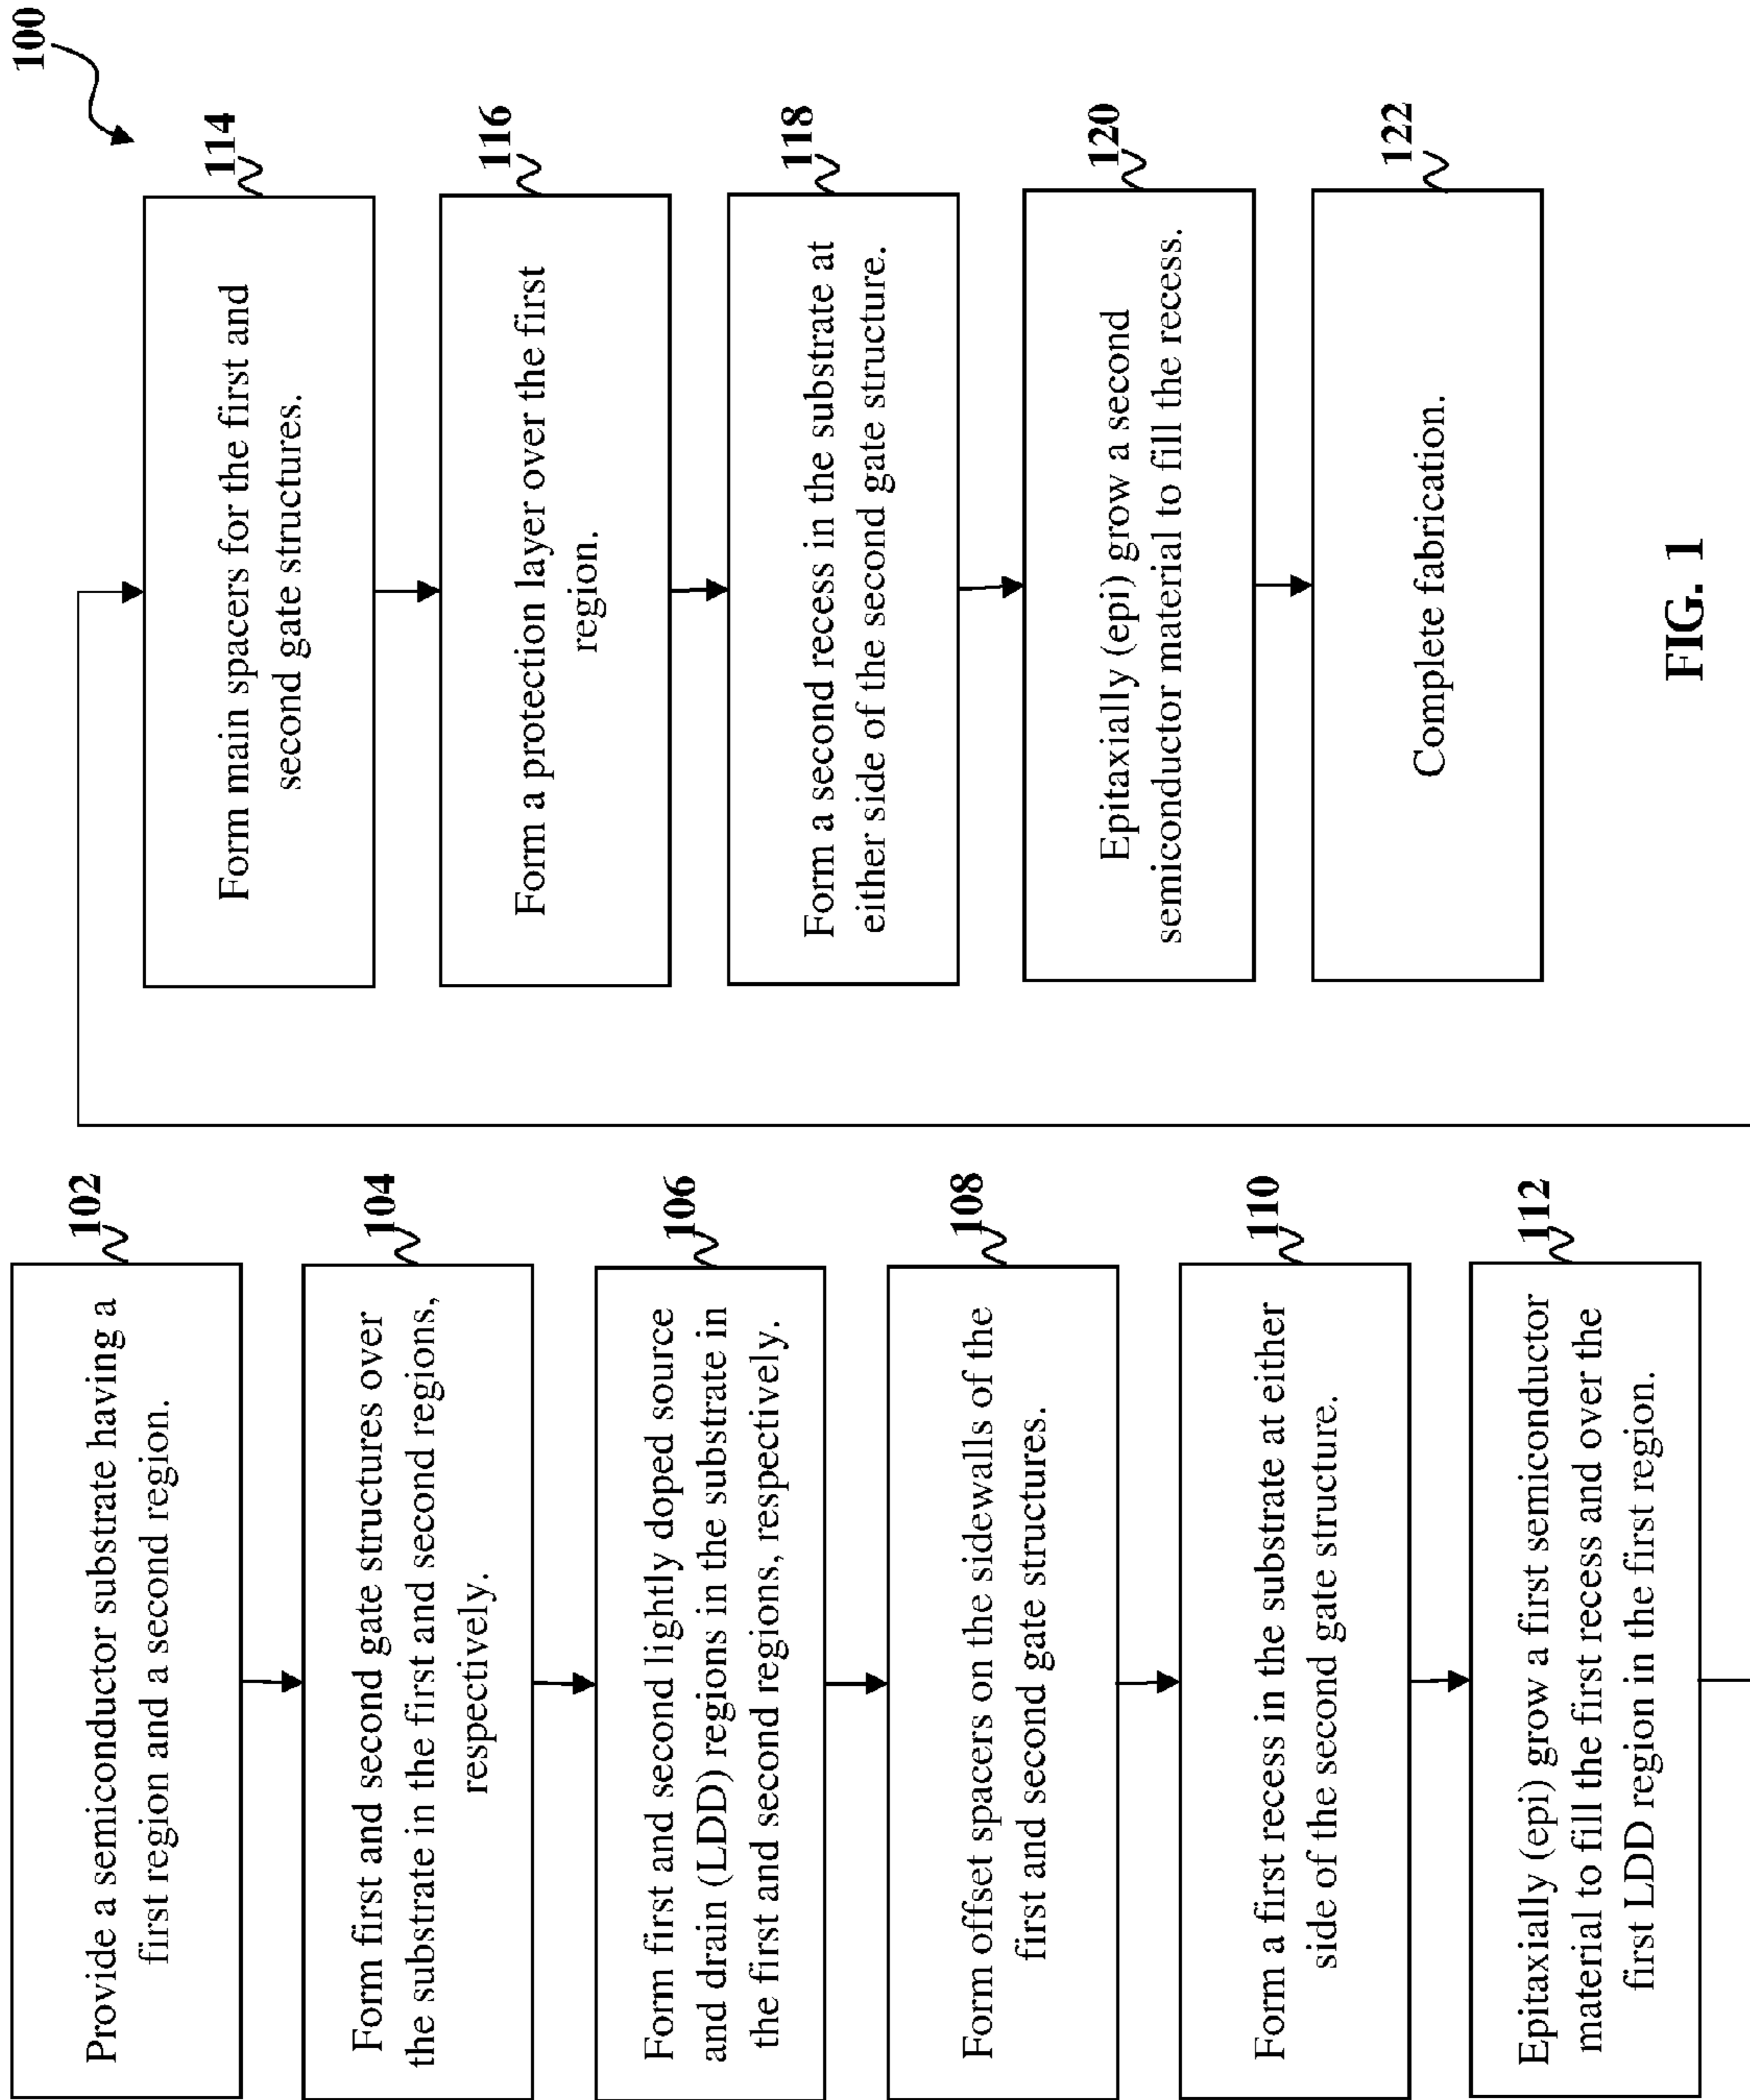 100
102
Provide a semiconductor substrate having a
first region and a second region.
104
Form first and second gate structures over
the substrate in the first and second regions,
respectively.
106
Form first and second lightly doped source
and drain (LDD) regions in the substrate in
the first and second regions, respectively.
108
Form offset spacers on the sidewalls of the
first and second gate structures.
110
Form a first recess in the substrate at either
side of the second gate structure.
112
Epitaxially (epi) grow a first semiconductor
material to fill the first recess and over the
first LDD region in the first region.
114
Form main spacers for the first and
second gate structures.
116
Form a protection layer over the first
region.
118
Form a second recess in the substrate at
either side of the second gate structure.
120
Epitaxially (epi) grow a second
semiconductor material to fill the recess.
122
Complete fabrication.
FIG. 1